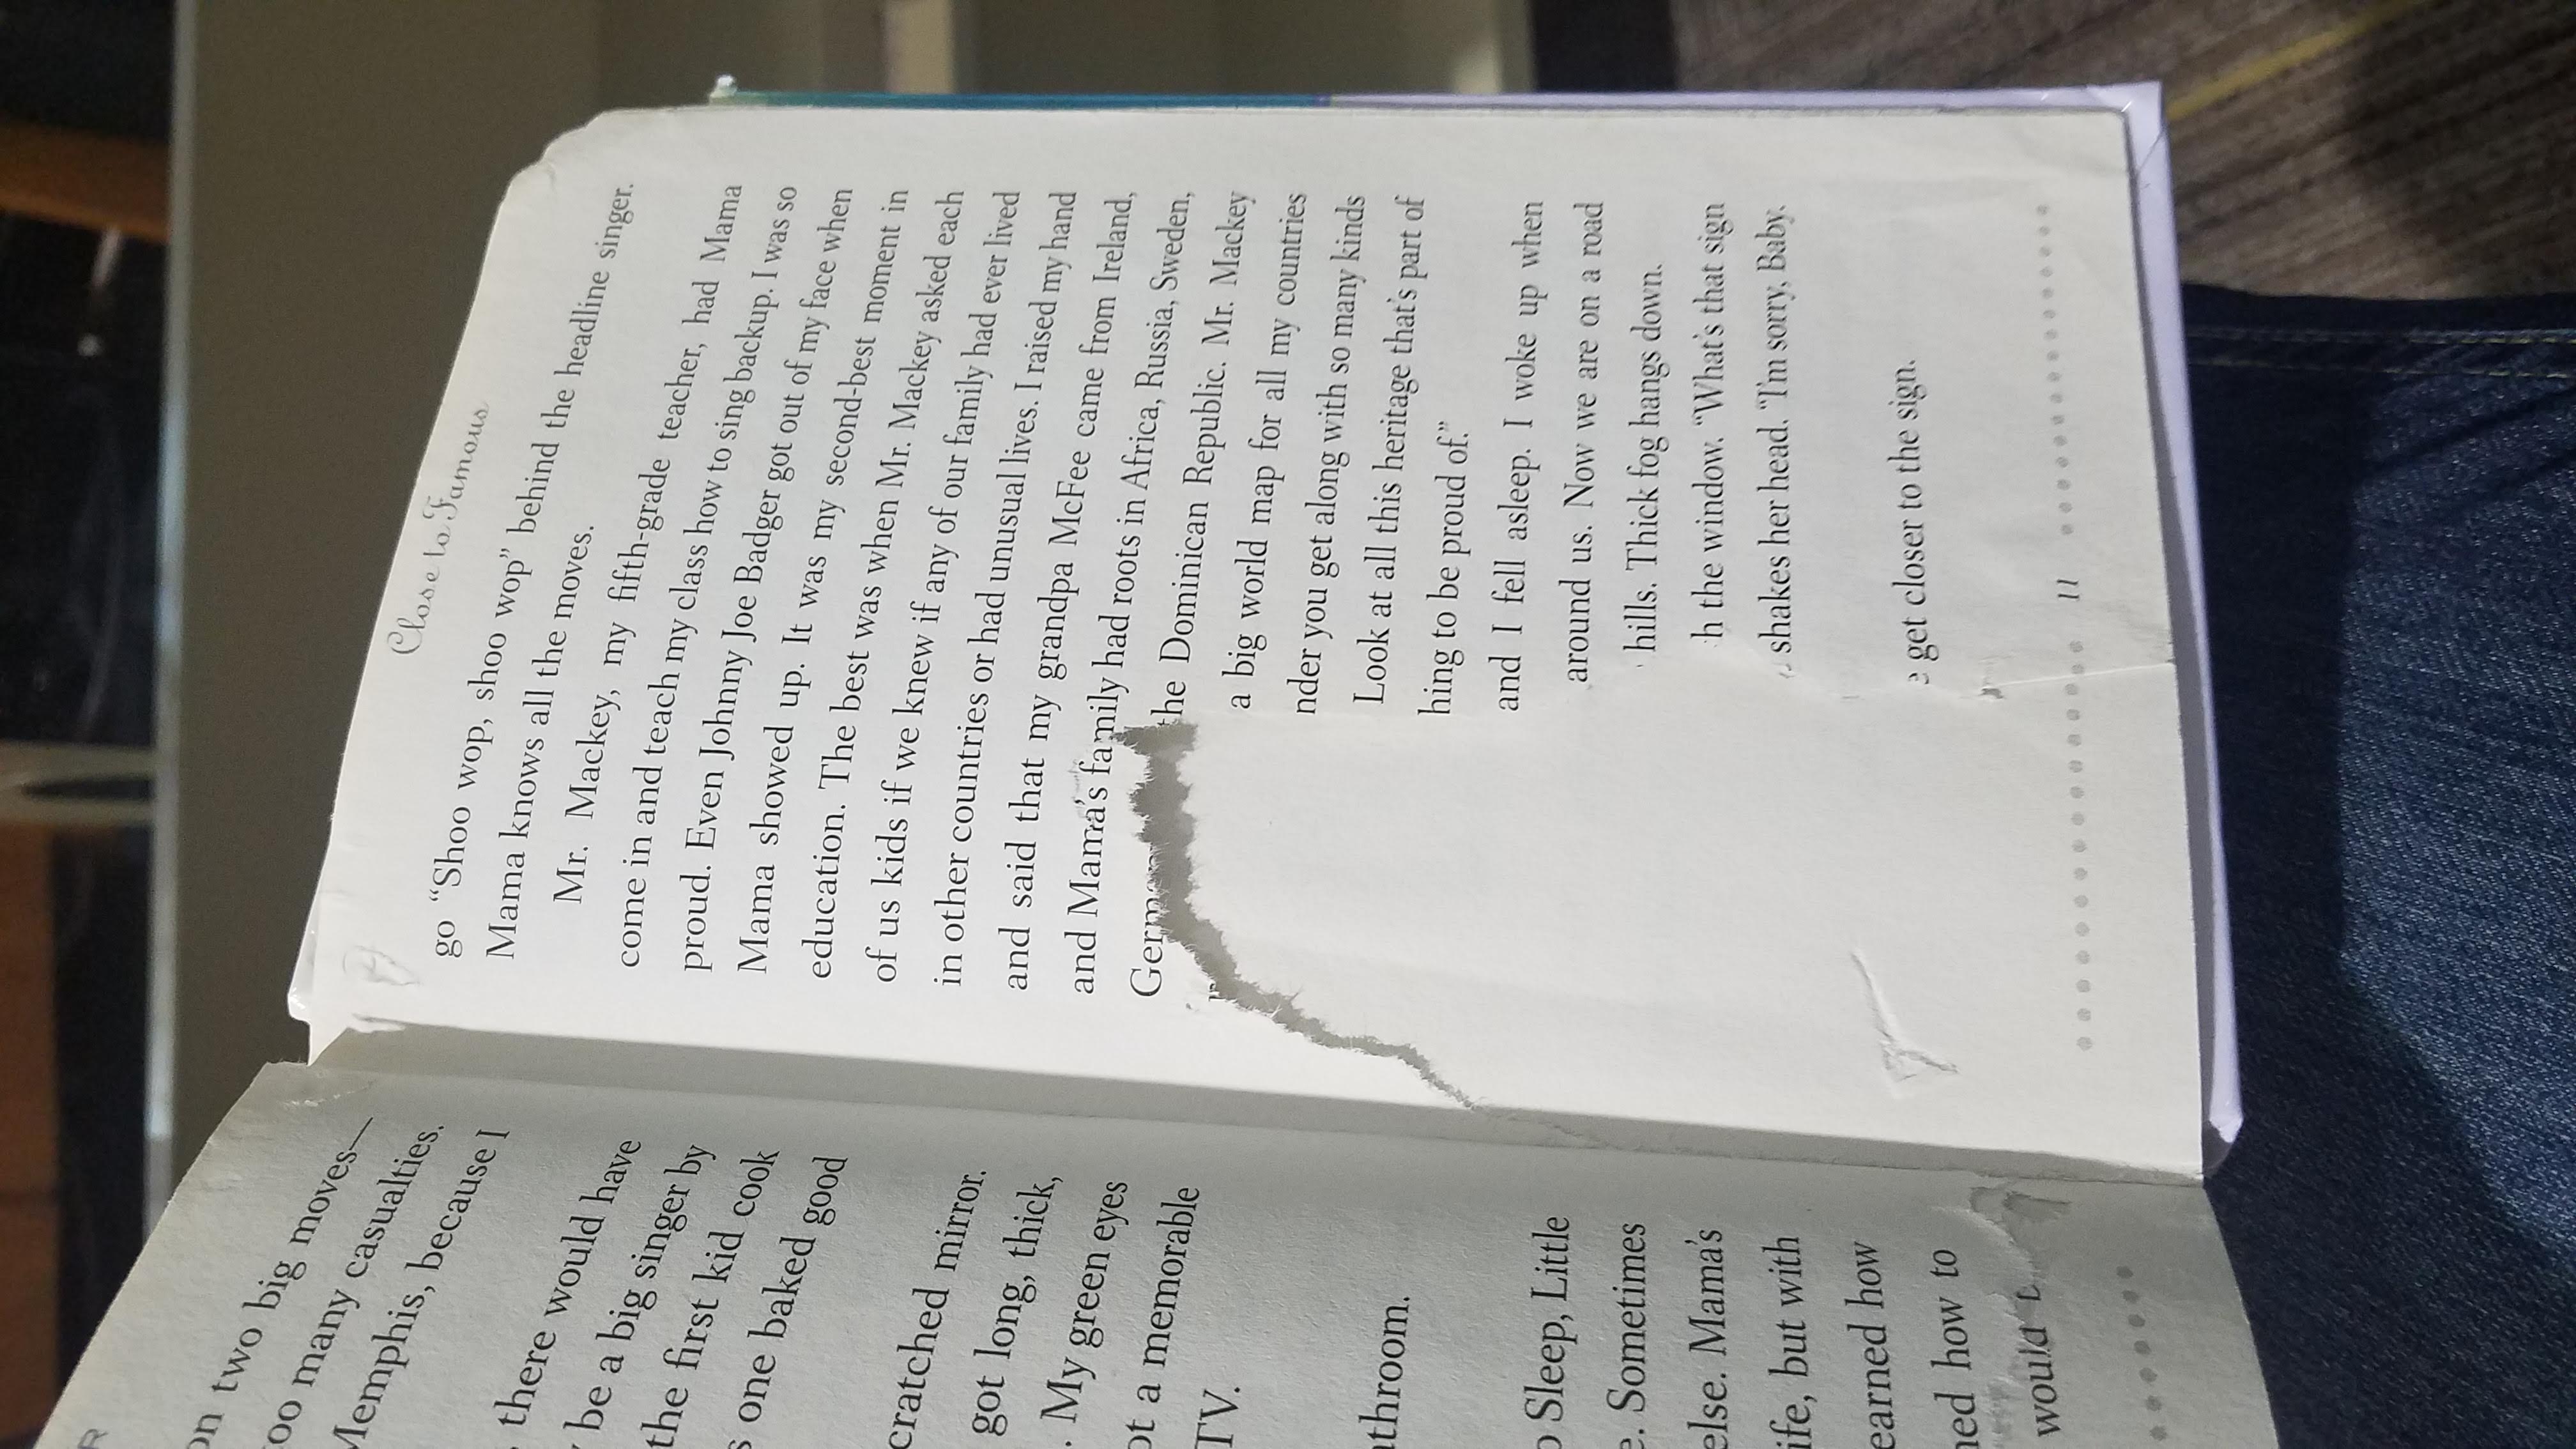 R
on two big moves—
too many casualties.
Memphis, because I
there would have
be a big singer by
the first kid cook
s one baked good
cratched mirror.
got long, thick,
. My green eyes
ot a memorable
TV.
throom.
o Sleep, Little
e. Sometimes
else. Mama's
ife, but with
earned how
ned how to
would
Close to Famous
go “Shoo wop, shoo wop” behind the headline singer.
Mama knows all the moves.
Mr. Mackey, my fifth-grade teacher, had Mama
come in and teach my class how to sing backup. I was so
proud. Even Johnny Joe Badger got out of my face when
Mama showed up. It was my second-best moment in
education. The best was when Mr. Mackey asked each
of us kids if we knew if any of our family had ever lived
in other countries or had unusual lives. I raised my hand
and said that my grandpa McFee came from Ireland,
and Mama's family had roots in Africa, Russia, Sweden,
the Dominican Republic. Mr. Mackey
a big world map for all my countries
nder you get along with so many kinds
Look at all this heritage that's part of
hing to be proud of.”
and I fell asleep. I woke up when
around us. Now we are on a road
hills. Thick fog hangs down.
h the window. “What's that sign
shakes her head. “I'm sorry, Baby.
e get closer to the sign.
11